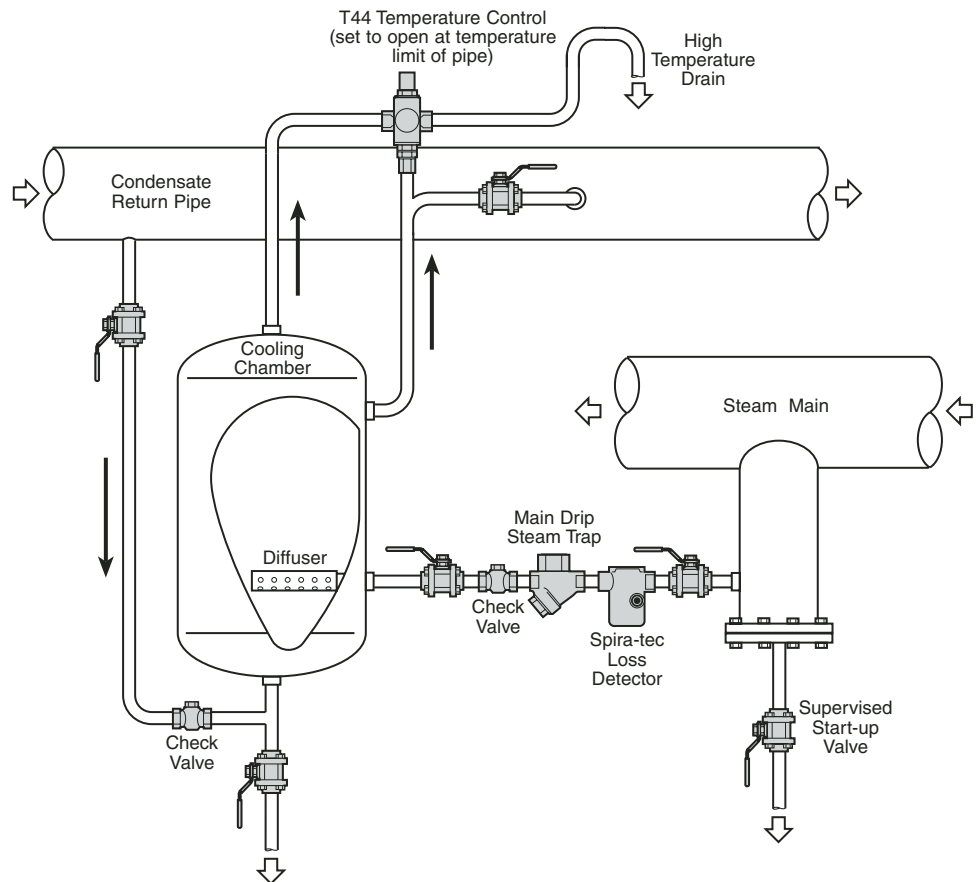 T44 Temperature Control
(set to open at temperature
limit of pipe)
High
Temperature
Drain
Condensate
Return Pipe
Cooling
Chamber
Steam Main
Main Drip
Steam Trap
Diffuser
Check
Valve
Spira-tec
Loss
Detector
Supervised
Start-up
Valve
Check
Valve